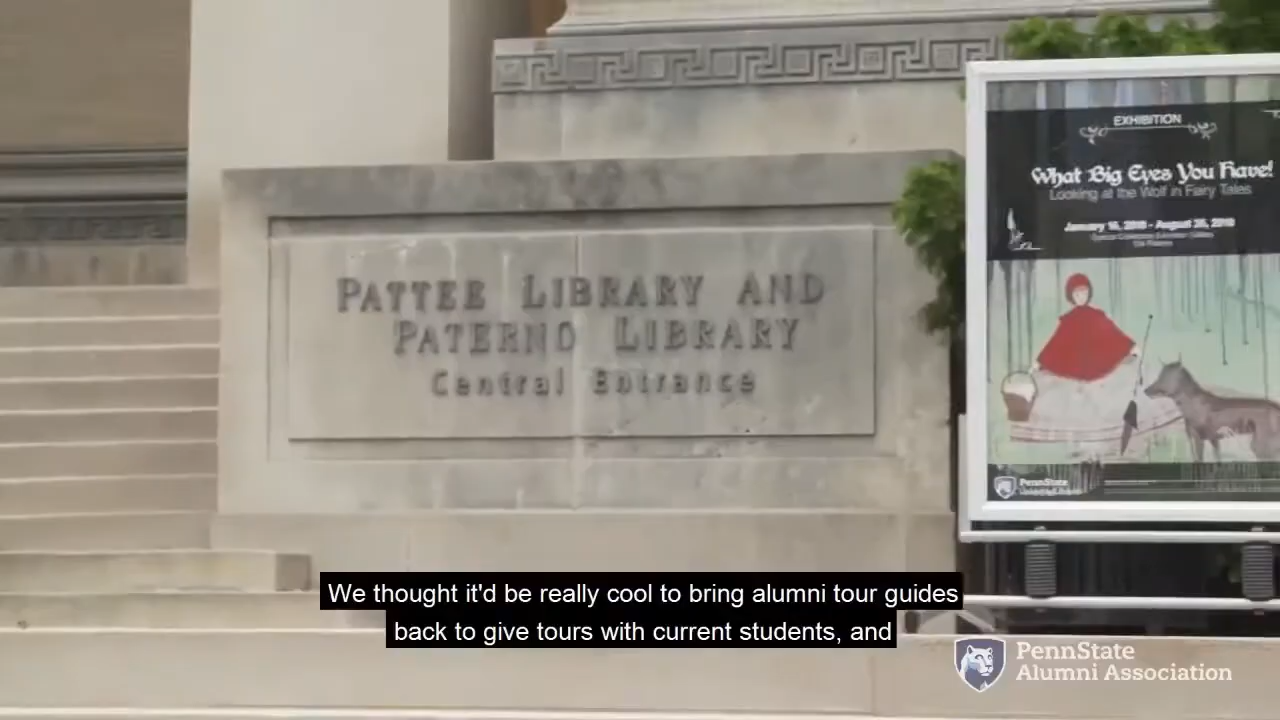 PATTEE LIBRARY AND
PATERNO LIBRARY
Central Entrance
EXHIBITION
What Big Eyes You Have!
Looking at the Wolf in Fairy Tales
PennState
We thought it'd be really cool to bring alumni tour guides
back to give tours with current students, and
PennState
Alumni Association